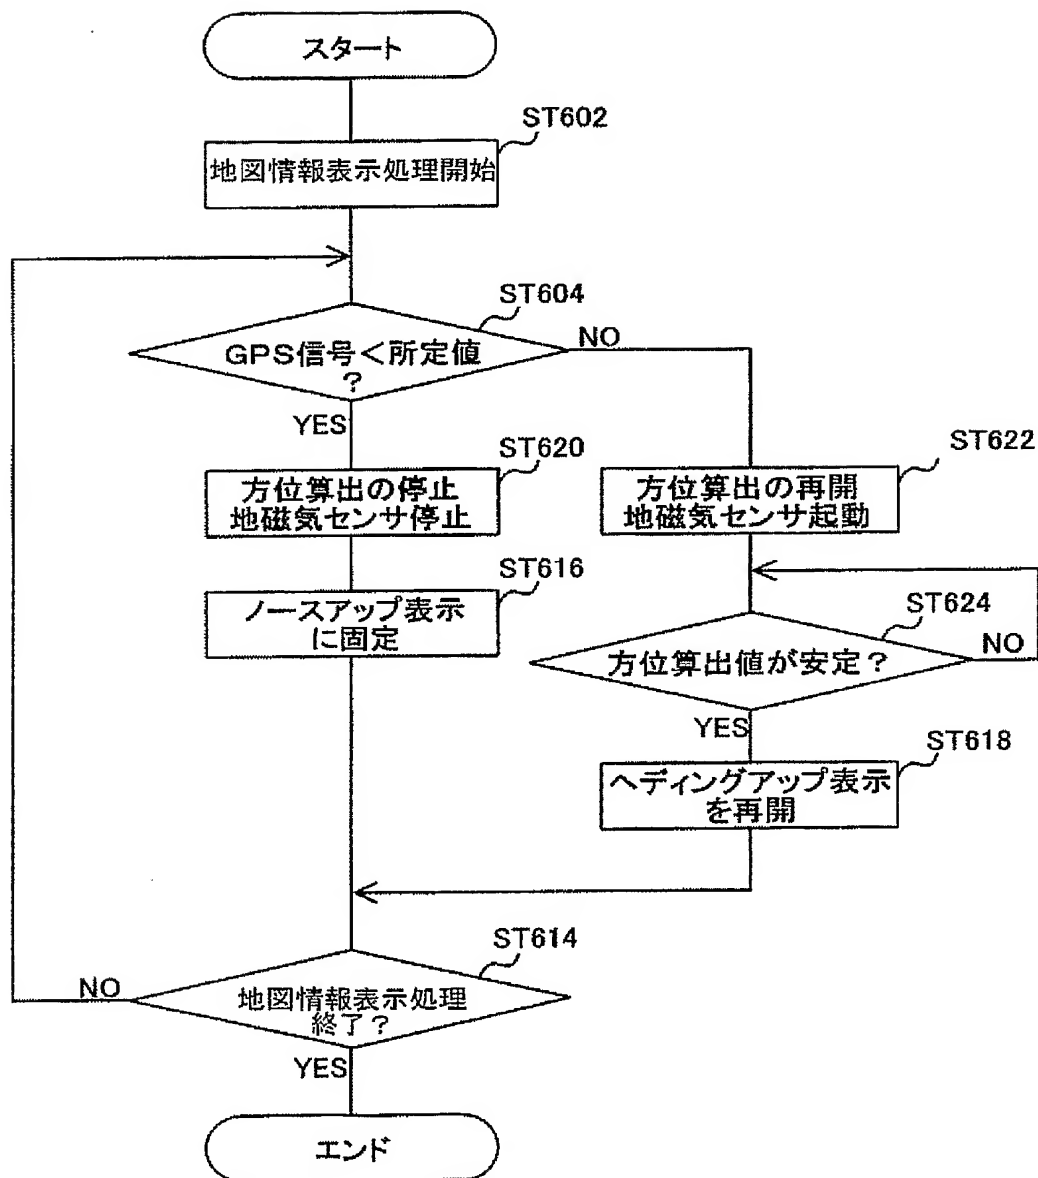 スタート
ST602
地図情報表示処理開始
ST604
GPS信号<所定値
?
NO
YES
ST620
方位算出の停止
地磁気センサ停止
ST622
方位算出の再開
地磁気センサ起動
ST616
ノースアップ表示
に固定
ST624
方位算出値が安定?
NO
YES
ST618
ヘディングアップ表示
を再開
ST614
地図情報表示処理
終了?
NO
YES
エンド